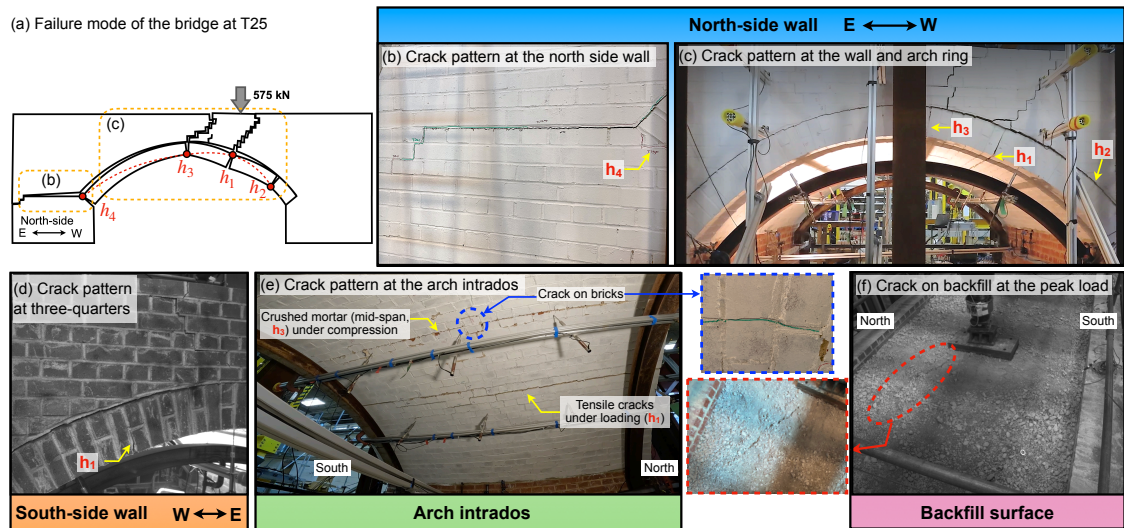 (a) Failure mode of the bridge at T25
575 kN
(c)
h3
h1
h2
(b)
h4
North-side
E W
North-side wall E W
(b) Crack pattern at the north side wall
h4
(c) Crack pattern at the wall and arch ring
h3
h1
h2
(d) Crack pattern
at three-quarters
h1
South-side wall W E
(e) Crack pattern at the arch intrados
Crushed mortar (mid-span,
h3) under compression
Crack on bricks
Tensile cracks
under loading (h1)
South
North
Arch intrados
(f) Crack on backfill at the peak load
North
South
Backfill surface